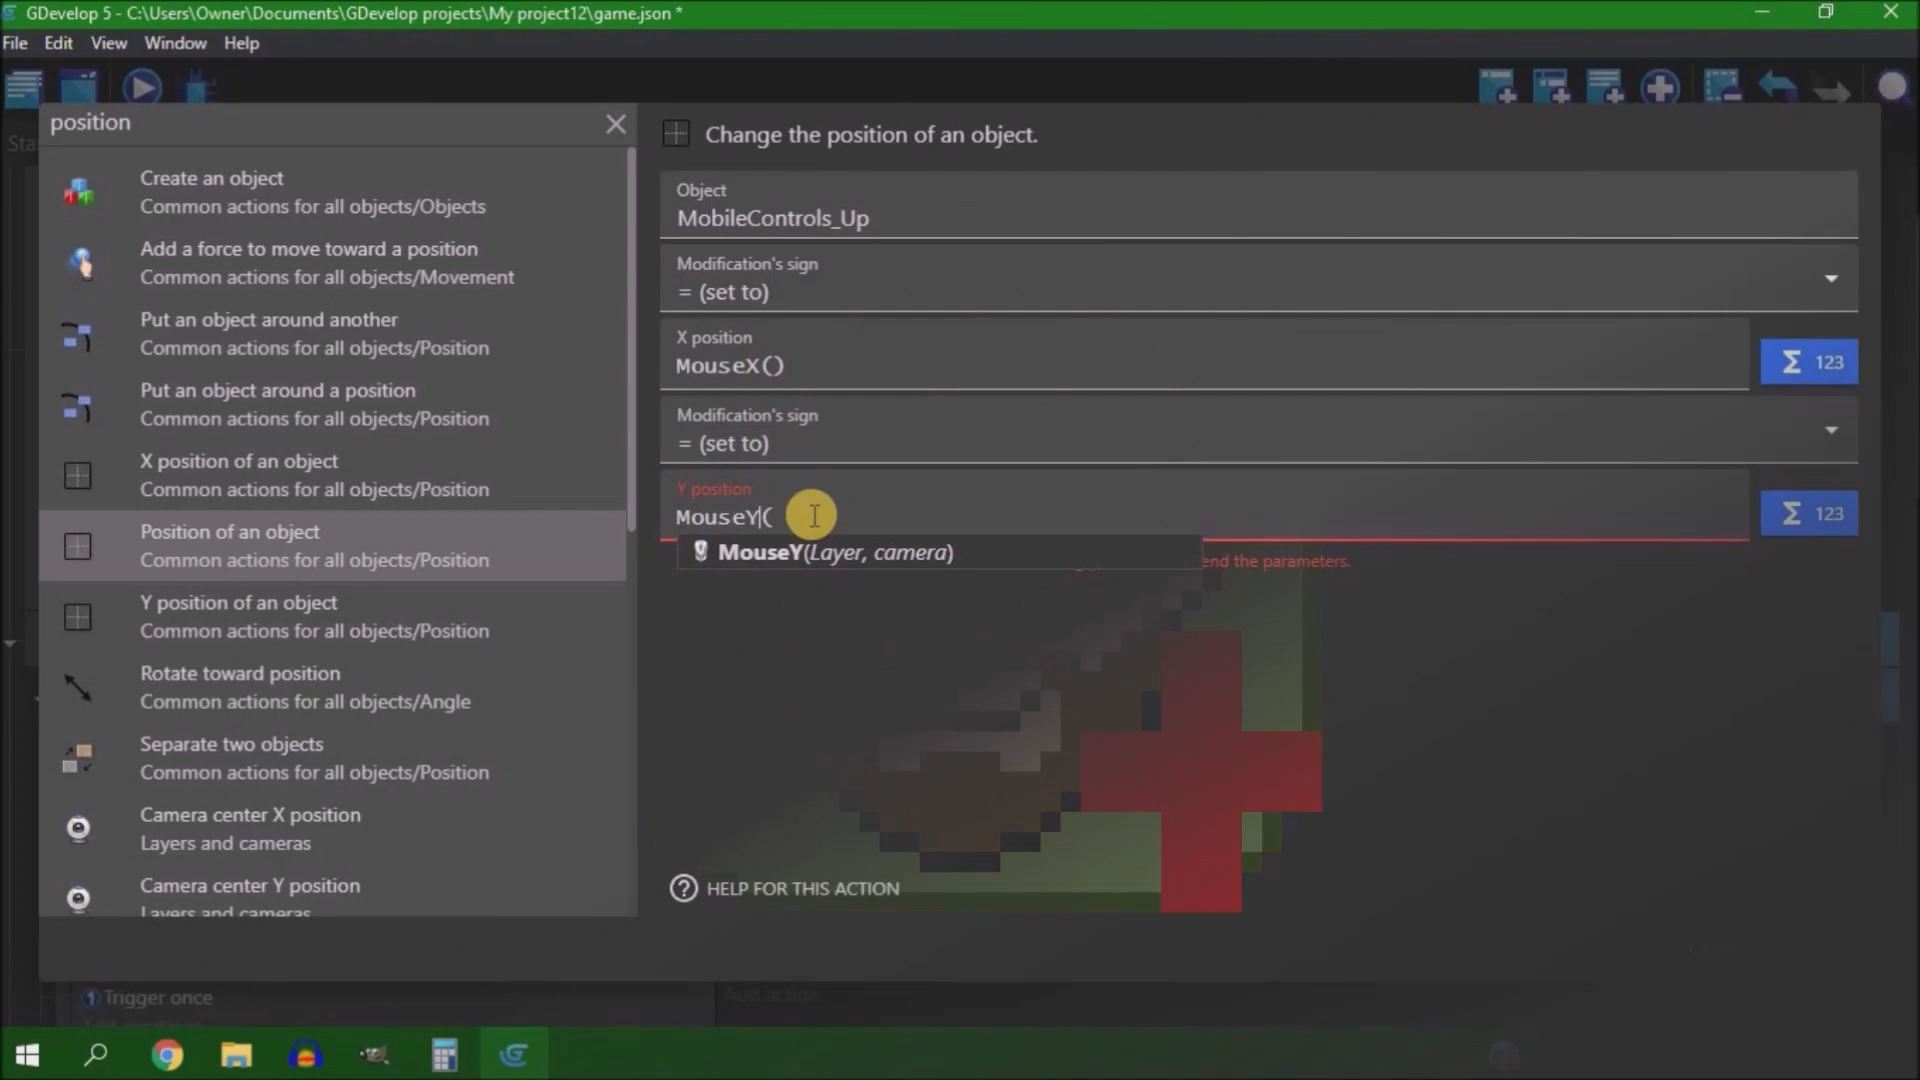 GDevelop 5 - C:\Users\Owner\Documents\GDevelop projects\My project12\game.json *
File Edit View Window Help
position
Create an object
Common actions for all objects/Objects
Add a force to move toward a position
Common actions for all objects/Movement
Put an object around another
Common actions for all objects/Position
Put an object around a position
Common actions for all objects/Position
X position of an object
Common actions for all objects/Position
Position of an object
Common actions for all objects/Position
Y position of an object
Common actions for all objects/Position
Rotate toward position
Common actions for all objects/Angle
Separate two objects
Common actions for all objects/Position
Camera center X position
Layers and cameras
Camera center Y position
Layers and cameras
Change the position of an object.
Object
MobileControls_Up
Modification's sign
= (set to)
X position
MouseX()
Σ 123
Modification's sign
= (set to)
Y position
MouseY(
Σ 123
MouseY(Layer, camera)
end the parameters.
HELP FOR THIS ACTION
Trigger once
Add action